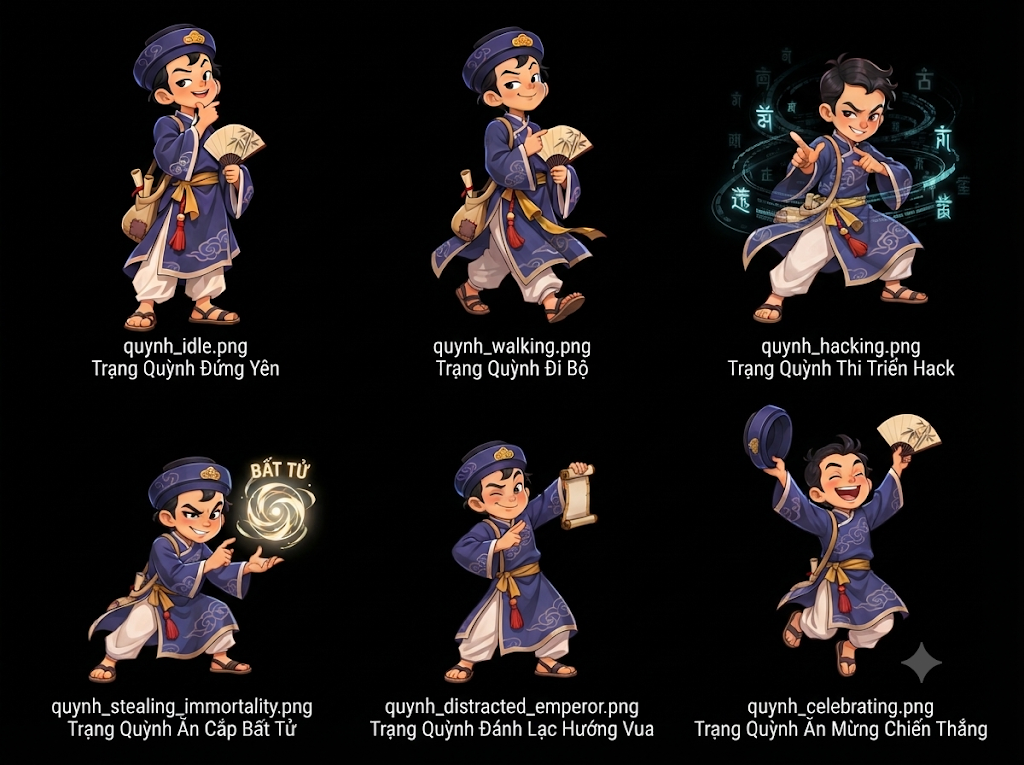 quynh_idle.png
Trạng Quỳnh Đứng Yên
quynh_walking.png
Trạng Quỳnh Đi Bộ
quynh_hacking.png
Trạng Quỳnh Thi Triển Hack
BẤT TỬ
quynh_stealing_immortality.png
Trạng Quỳnh Ăn Cắp Bất Tử
quynh_distracted_emperor.png
Trạng Quỳnh Đánh Lạc Hướng Vua
quynh_celebrating.png
Trạng Quỳnh Ăn Mừng Chiến Thắng